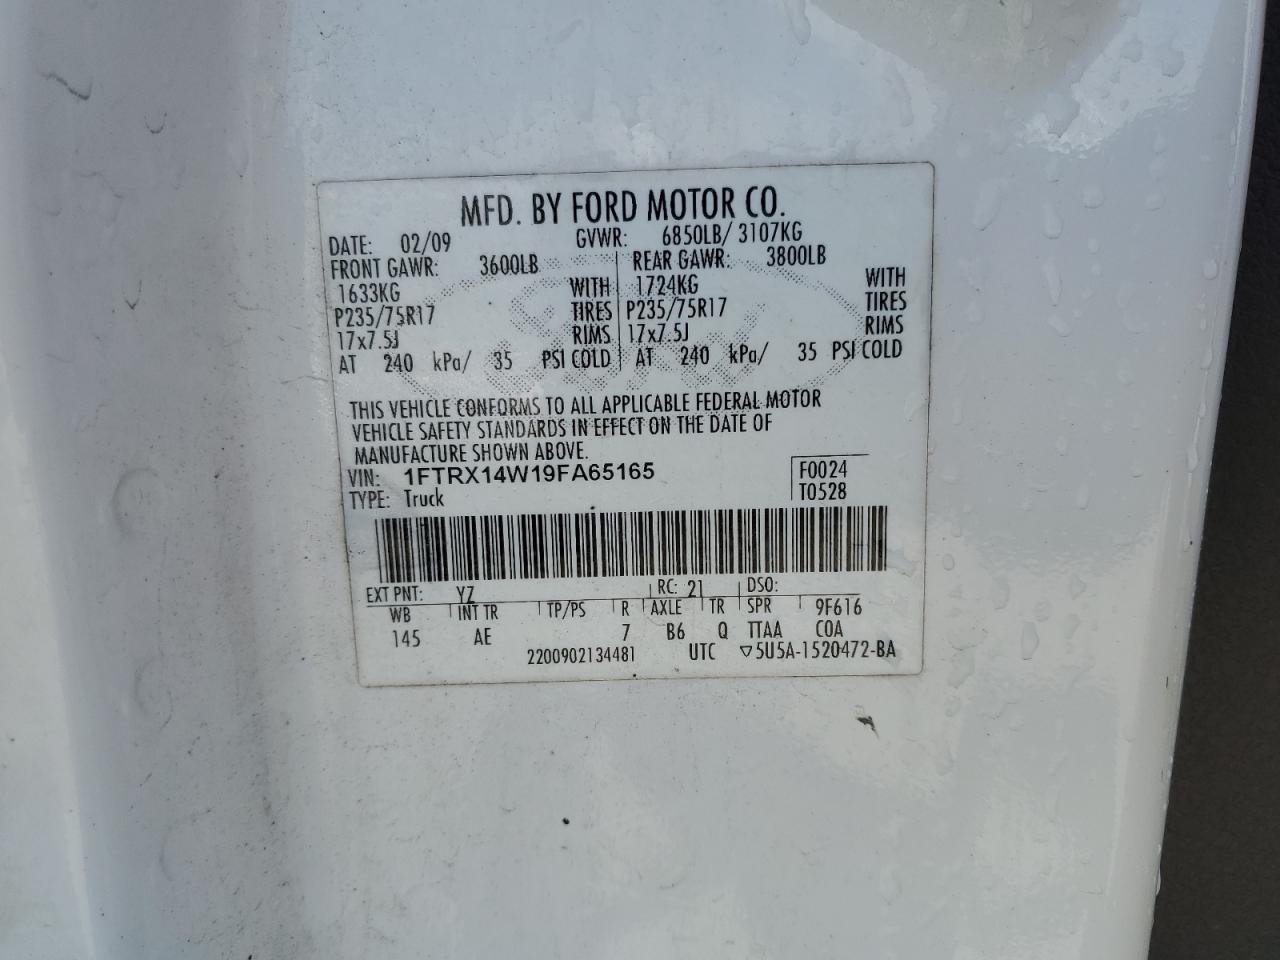 MFD. BY FORD MOTOR CO.
DATE: 02/09 GVWR: 6850LB/ 3107KG
FRONT GAWR: 3600LB REAR GAWR: 3800LB
1633KG WITH 1724KG WITH
P235/75R17 TIRES P235/75R17 TIRES
17x7.5J RIMS 17x7.5J RIMS
AT 240 kPa/ 35 PSI COLD AT 240 kPa/ 35 PSI COLD
THIS VEHICLE CONFORMS TO ALL APPLICABLE FEDERAL MOTOR
VEHICLE SAFETY STANDARDS IN EFFECT ON THE DATE OF
MANUFACTURE SHOWN ABOVE.
VIN: 1FTRX14W19FA65165 F0024
TYPE: Truck T0528
EXT PNT: YZ RC: 21 DSO:
WB INT TR TP/PS R AXLE TR SPR 9F616
145 AE 7 B6 Q TTAA COA
2200902134481 UTC ▽5U5A-1520472-BA